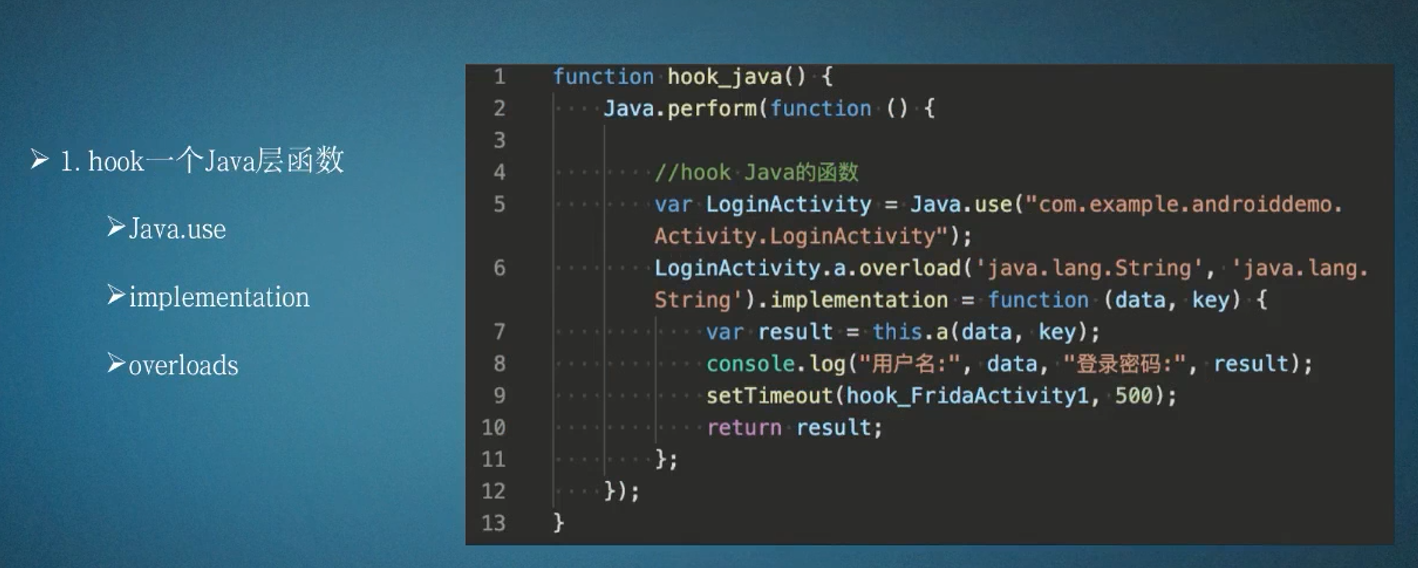 ➢ 1. hook一个Java层函数
➢Java.use
➢implementation
➢overloads
1 function hook_java() {
2 Java.perform(function () {
3
4 //hook Java的函数
5 var LoginActivity = Java.use("com.example.androiddemo.
Activity.LoginActivity");
6 LoginActivity.a.overload('java.lang.String', 'java.lang.
String').implementation = function (data, key) {
7 var result = this.a(data, key);
8 console.log("用户名:", data, "登录密码:", result);
9 setTimeout(hook_FridaActivity1, 500);
10 return result;
11 };
12 });
13 }